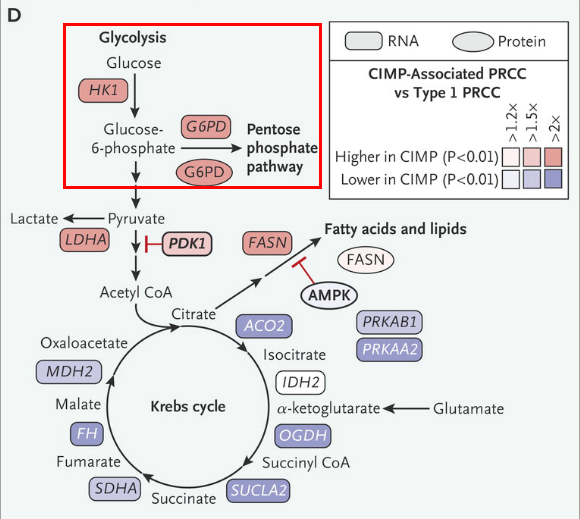 D
Glycolysis
Glucose
HK1
Glucose-
6-phosphate
G6PD
G6PD
Pentose
phosphate
pathway
RNA
Protein
CIMP-Associated PRCC
vs Type 1 PRCC
>1.2×
>1.5×
>2×
Higher in CIMP (P<0.01)
Lower in CIMP (P<0.01)
Lactate
Pyruvate
LDHA
PDK1
FASN
Fatty acids and lipids
FASN
AMPK
Acetyl CoA
Citrate
ACO2
PRKAB1
PRKAA2
Oxaloacetate
Isocitrate
MDH2
IDH2
Malate
Krebs cycle
α-ketoglutarate
Glutamate
FH
OGDH
Fumarate
Succinyl CoA
SDHA
Succinate
SUCLA2